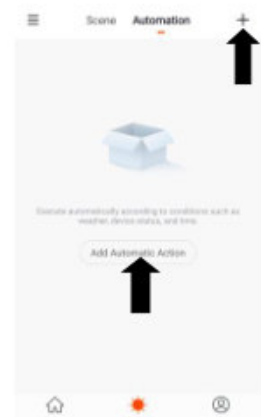 Scene Automation
Execute automatically according to conditions such as
weather, device status, and time.
Add Automatic Action